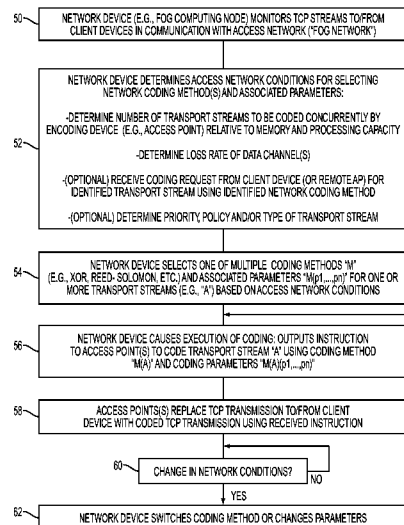 50
NETWORK DEVICE (E.G., FOG COMPUTING NODE) MONITORS TCP STREAMS TO/FROM
CLIENT DEVICES IN COMMUNICATION WITH ACCESS NETWORK ("FOG NETWORK")
52
NETWORK DEVICE DETERMINES ACCESS NETWORK CONDITIONS FOR SELECTING
NETWORK CODING METHOD(S) AND ASSOCIATED PARAMETERS:
-DETERMINE NUMBER OF TRANSPORT STREAMS TO BE CODED CONCURRENTLY BY
ENCODING DEVICE (E.G., ACCESS POINT) RELATIVE TO MEMORY AND PROCESSING
CAPACITY
-DETERMINE LOSS RATE OF DATA CHANNEL(S)
-(OPTIONAL) RECEIVE CODING REQUEST FROM CLIENT DEVICE (OR REMOTE AP) FOR
IDENTIFIED TRANSPORT STREAM USING IDENTIFIED NETWORK CODING METHOD
-(OPTIONAL) DETERMINE PRIORITY, POLICY AND/OR TYPE OF TRANSPORT STREAM
54
NETWORK DEVICE SELECTS ONE OF MULTIPLE CODING METHODS "M"
(E.G., XOR, REED- SOLOMON, ETC.) AND ASSOCIATED PARAMETERS "M(p1,...,pn)" FOR ONE OR
MORE TRANSPORT STREAMS (E.G., "A") BASED ON ACCESS NETWORK CONDITIONS
56
NETWORK DEVICE CAUSES EXECUTION OF CODING: OUTPUTS INSTRUCTION
TO ACCESS POINT(S) TO CODE TRANSPORT STREAM "A" USING CODING METHOD
"M(A)" AND CODING PARAMETERS "M(A)(p1,...,pn)"
58
ACCESS POINTS(S) REPLACE TCP TRANSMISSION TO/FROM CLIENT
DEVICE WITH CODED TCP TRANSMISSION USING RECEIVED INSTRUCTION
60
CHANGE IN NETWORK CONDITIONS?
NO
YES
62
NETWORK DEVICE SWITCHES CODING METHOD OR CHANGES PARAMETERS